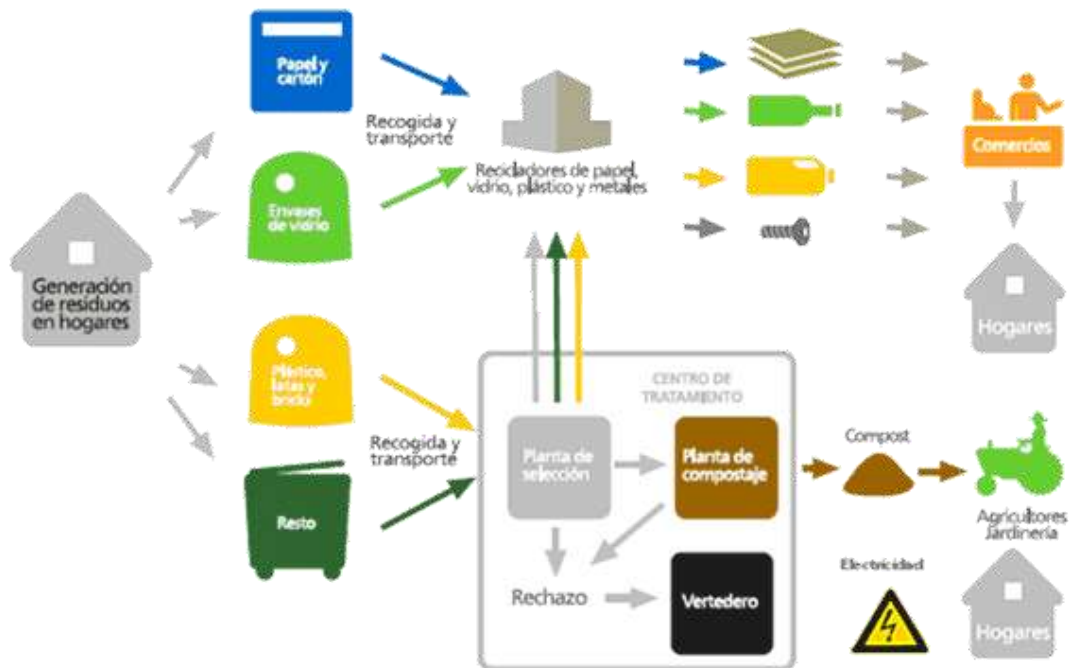 Papel y
cartón
Recogida y
transporte
Recicladores de papel,
vidrio, plástico y metales
Comercios
Envases
de vidrio
Generación
de residuos
en hogares
Hogares
Plástico,
latas y
bricks
CENTRO DE
TRATAMIENTO
Recogida y
transporte
Planta de
selección
Planta de
compostaje
Compost
Resto
Agricultores
Jardinería
Electricidad
Rechazo
Vertedero
Hogares